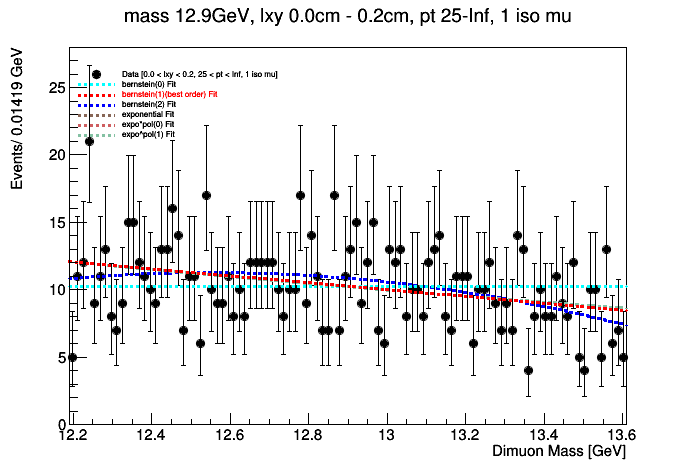 mass 12.9GeV, lxy 0.0cm - 0.2cm, pt 25-Inf, 1 iso mu
Events/ 0.01419 GeV
25
20
15
10
5
0
Data [0.0 < lxy < 0.2, 25 < pt < Inf, 1 iso mu]
bernstein(0) Fit
bernstein(1)(best order) Fit
bernstein(2) Fit
exponential Fit
expo*pol(0) Fit
expo*pol(1) Fit
12.2 12.4 12.6 12.8 13 13.2 13.4 13.6
Dimuon Mass [GeV]